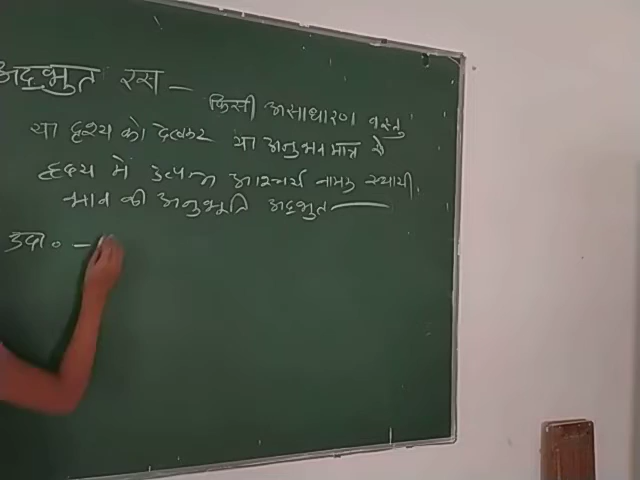 अद्भुत रस —
किसी असाधारण वस्तु
या दृश्य को देखकर या अनुभव मात्र से
हृदय में उत्पन्न आश्चर्य नामक स्थायी
भाव की अनुभूति अद्भुत ———
उदा० —